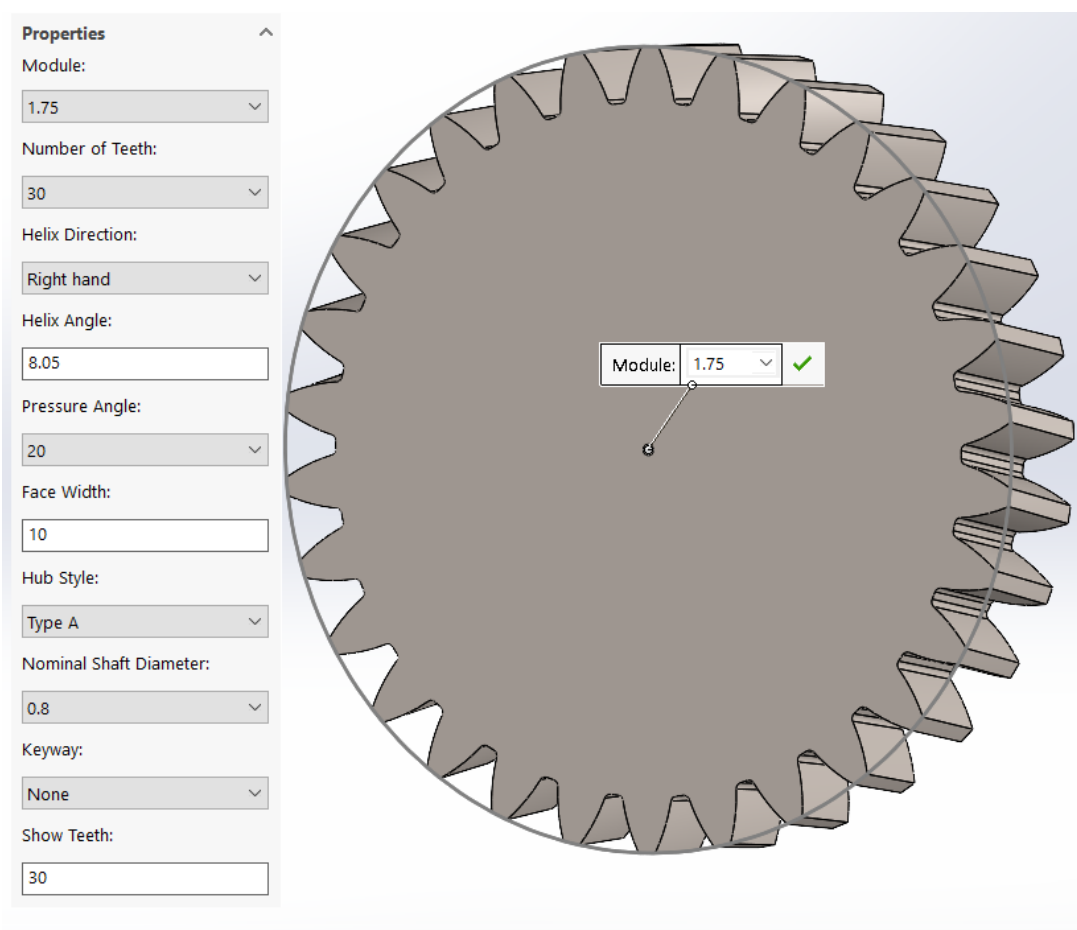 Properties
Module:
1.75
Number of Teeth:
30
Helix Direction:
Right hand
Helix Angle:
8.05
Pressure Angle:
20
Face Width:
10
Hub Style:
Type A
Nominal Shaft Diameter:
0.8
Keyway:
None
Show Teeth:
30
Module: 1.75